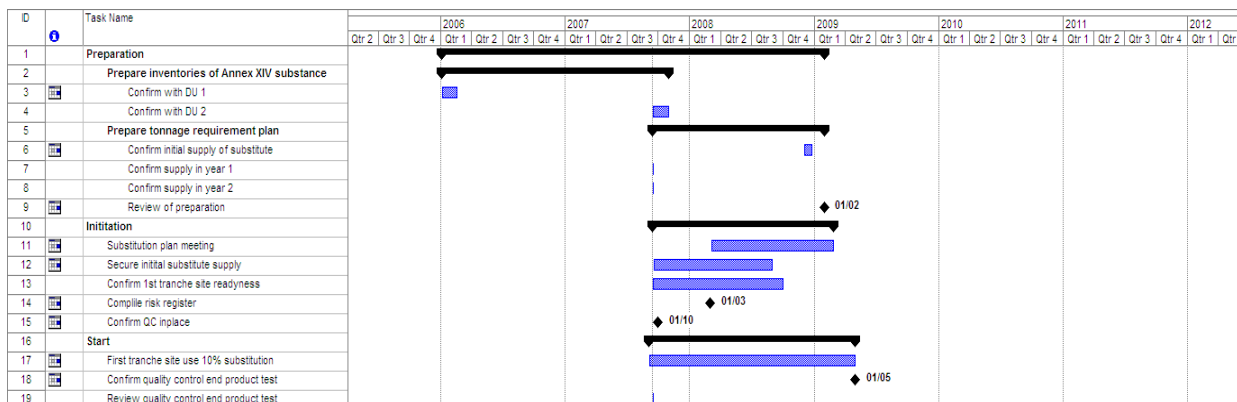 ID Task Name 2006 2007 2008 2009 2010 2011 2012
Qtr 2 Qtr 3 Qtr 4 Qtr 1 Qtr 2 Qtr 3 Qtr 4 Qtr 1 Qtr 2 Qtr 3 Qtr 4 Qtr 1 Qtr 2 Qtr 3 Qtr 4 Qtr 1 Qtr 2 Qtr 3 Qtr 4 Qtr 1 Qtr 2 Qtr 3 Qtr 4 Qtr 1 Qtr 2 Qtr 3 Qtr 4 Qtr 1 Qtr
1 Preparation
2 Prepare inventories of Annex XIV substance
3 Confirm with DU 1
4 Confirm with DU 2
5 Prepare tonnage requirement plan
6 Confirm initial supply of substitute
7 Confirm supply in year 1
8 Confirm supply in year 2
9 Review of preparation 01/02
10 Inititation
11 Substitution plan meeting
12 Secure initital substitute supply
13 Confirm 1st tranche site readyness
14 Complile risk register 01/03
15 Confirm QC inplace 01/10
16 Start
17 First tranche site use 10% substitution
18 Confirm quality control end product test 01/05
19 Review quality control end product test